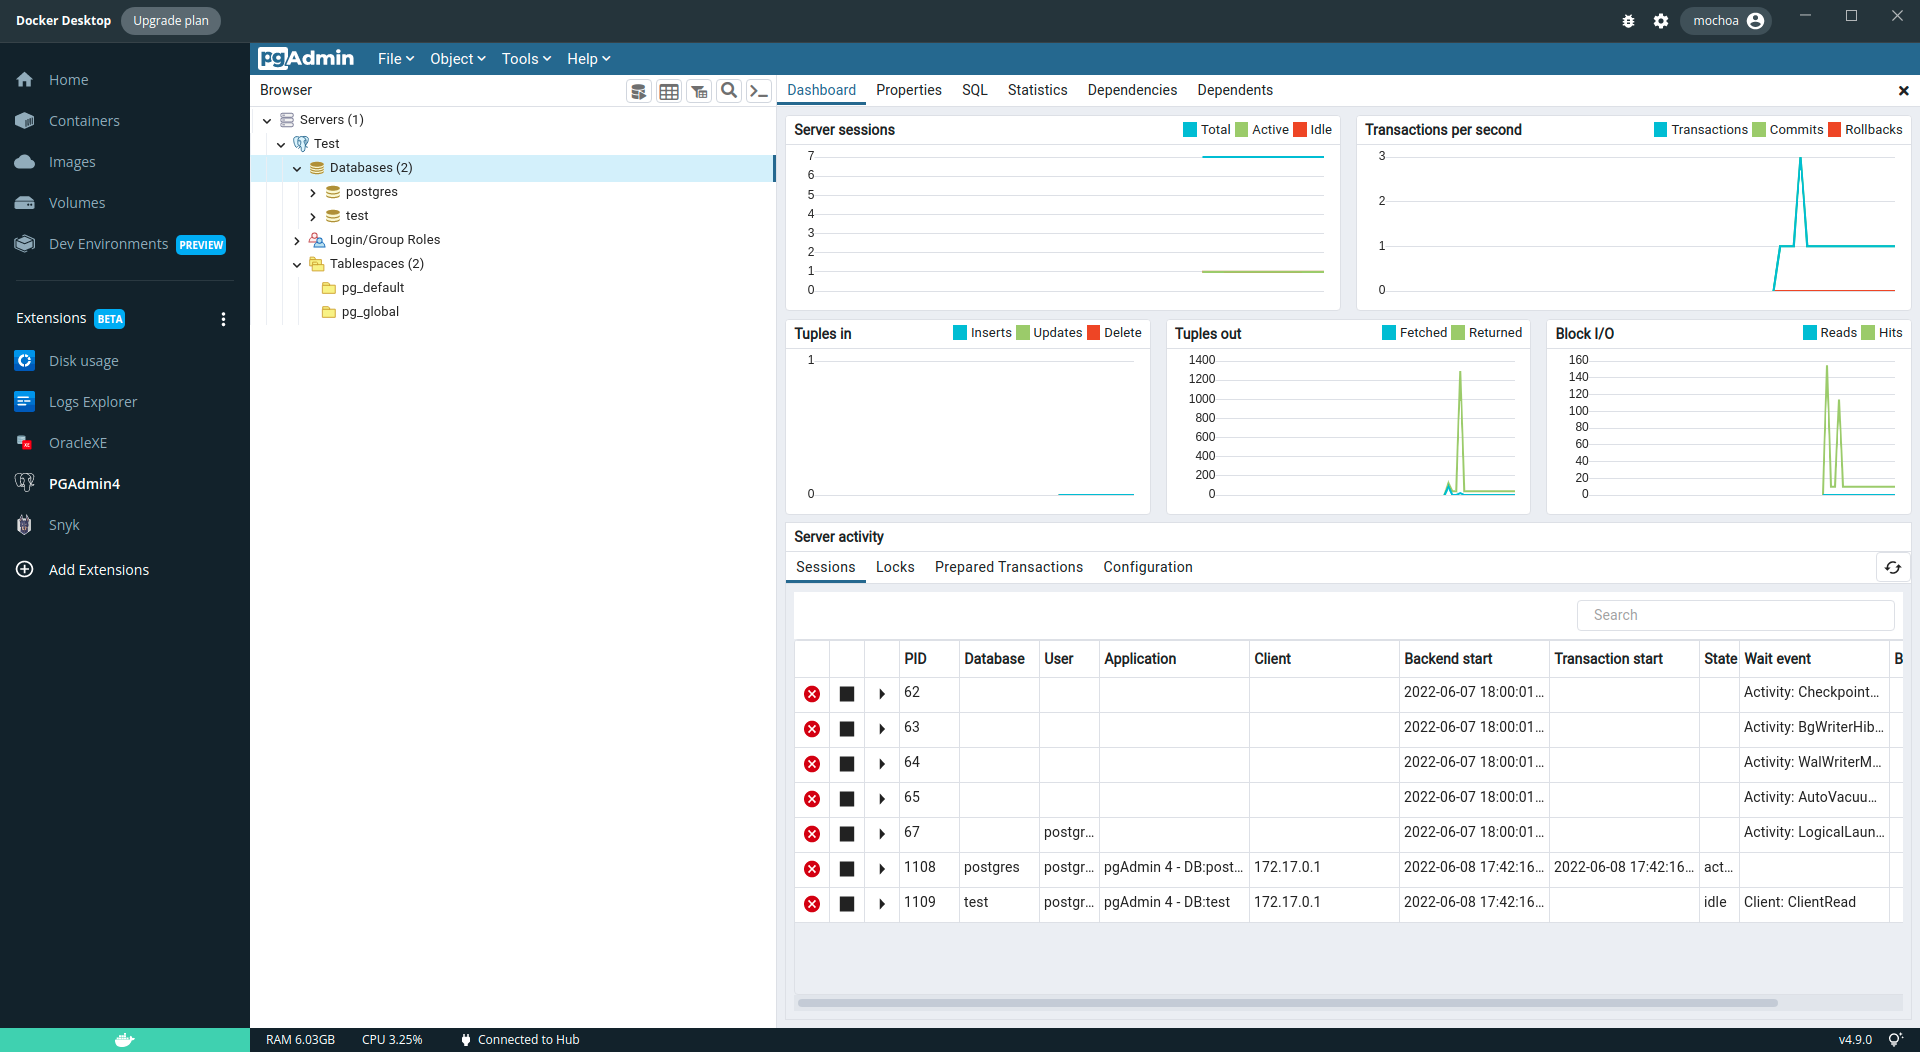 Docker Desktop Upgrade plan mochoa
Home
Containers
Images
Volumes
Dev Environments PREVIEW
Extensions BETA
Disk usage
Logs Explorer
OracleXE
PGAdmin4
Snyk
Add Extensions
pgAdmin File Object Tools Help
Browser
Servers (1)
Test
Databases (2)
postgres
test
Login/Group Roles
Tablespaces (2)
pg_default
pg_global
Dashboard Properties SQL Statistics Dependencies Dependents
Server sessions Total Active Idle
7
6
5
4
3
2
1
0
Transactions per second Transactions Commits Rollbacks
3
2
1
0
Tuples in Inserts Updates Delete
1
0
Tuples out Fetched Returned
1400
1200
1000
800
600
400
200
0
Block I/O Reads Hits
160
140
120
100
80
60
40
20
0
Server activity
Sessions Locks Prepared Transactions Configuration
Search
PID Database User Application Client Backend start Transaction start State Wait event B
62 2022-06-07 18:00:01... Activity: Checkpoint...
63 2022-06-07 18:00:01... Activity: BgWriterHib...
64 2022-06-07 18:00:01... Activity: WalWriterM...
65 2022-06-07 18:00:01... Activity: AutoVacuu...
67 postgr... 2022-06-07 18:00:01... Activity: LogicalLaun...
1108 postgres postgr... pgAdmin 4 - DB:post... 172.17.0.1 2022-06-08 17:42:16... 2022-06-08 17:42:16... act...
1109 test postgr... pgAdmin 4 - DB:test 172.17.0.1 2022-06-08 17:42:16... idle Client: ClientRead
RAM 6.03GB CPU 3.25% Connected to Hub v4.9.0